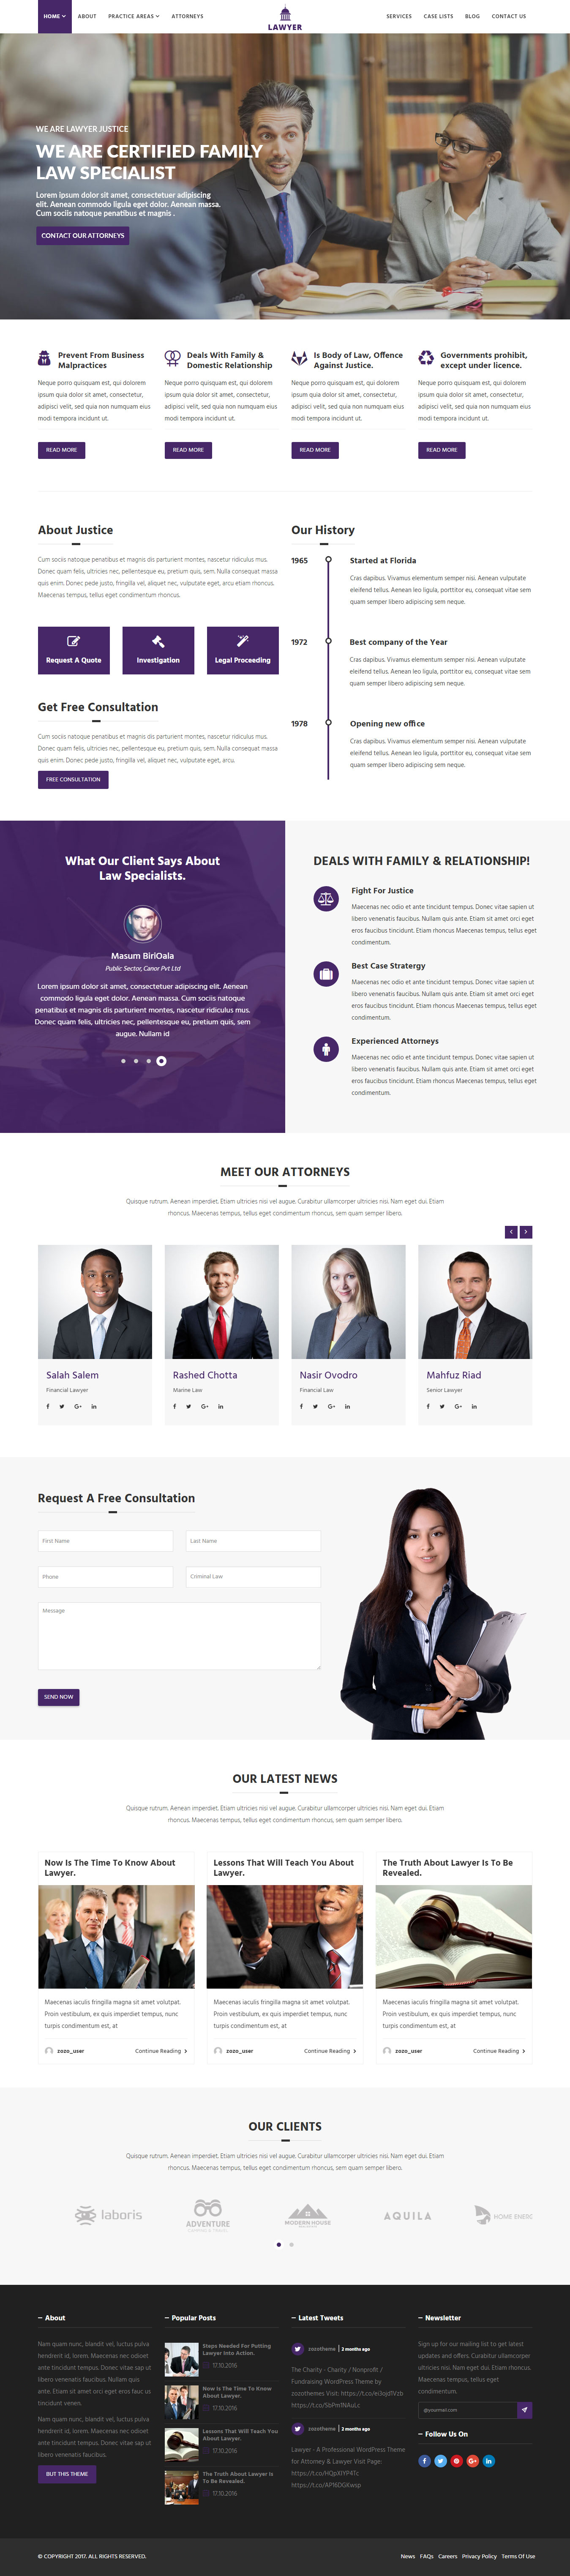 HOME
ABOUT
PRACTICE AREAS
ATTORNEYS
LAWYER
SERVICES
CASE LISTS
BLOG
CONTACT US
WE ARE LAWYER JUSTICE
WE ARE CERTIFIED FAMILY
LAW SPECIALIST
Lorem ipsum dolor sit amet, consectetuer adipiscing
elit. Aenean commodo ligula eget dolor. Aenean massa.
Cum sociis natoque penatibus et magnis .
CONTACT OUR ATTORNEYS
Prevent From Business
Malpractices
Neque porro quisquam est, qui dolorem
ipsum quia dolor sit amet, consectetur,
adipisci velit, sed quia non numquam eius
modi tempora incidunt ut.
READ MORE
Deals With Family &
Domestic Relationship
Neque porro quisquam est, qui dolorem
ipsum quia dolor sit amet, consectetur,
adipisci velit, sed quia non numquam eius
modi tempora incidunt ut.
READ MORE
Is Body of Law, Offence
Against Justice.
Neque porro quisquam est, qui dolorem
ipsum quia dolor sit amet, consectetur,
adipisci velit, sed quia non numquam eius
modi tempora incidunt ut.
READ MORE
Governments prohibit,
except under licence.
Neque porro quisquam est, qui dolorem
ipsum quia dolor sit amet, consectetur,
adipisci velit, sed quia non numquam eius
modi tempora incidunt ut.
READ MORE
About Justice
Cum sociis natoque penatibus et magnis dis parturient montes, nascetur ridiculus mus.
Donec quam felis, ultricies nec, pellentesque eu, pretium quis, sem. Nulla consequat massa
quis enim. Donec pede justo, fringilla vel, aliquet nec, vulputate eget, arcu etiam rhoncus.
Maecenas tempus, tellus eget condimentum rhoncus.
Request A Quote
Investigation
Legal Proceeding
Get Free Consultation
Cum sociis natoque penatibus et magnis dis parturient montes, nascetur ridiculus mus.
Donec quam felis, ultricies nec, pellentesque eu, pretium quis, sem. Nulla consequat massa
quis enim. Donec pede justo, fringilla vel, aliquet nec, vulputate eget, arcu.
FREE CONSULTATION
Our History
1965
Started at Florida
Cras dapibus. Vivamus elementum semper nisi. Aenean vulputate
eleifend tellus. Aenean leo ligula, porttitor eu, consequat vitae sem
quam semper libero adipiscing sem neque.
1972
Best company of the Year
Cras dapibus. Vivamus elementum semper nisi. Aenean vulputate
eleifend tellus. Aenean leo ligula, porttitor eu, consequat vitae sem
quam semper libero adipiscing sem neque.
1978
Opening new office
Cras dapibus. Vivamus elementum semper nisi. Aenean vulputate
eleifend tellus. Aenean leo ligula, porttitor eu, consequat vitae sem
quam semper libero adipiscing sem neque.
What Our Client Says About
Law Specialists.
Masum BirlOala
Public Sector, Canor Pvt Ltd
Lorem ipsum dolor sit amet, consectetuer adipiscing elit. Aenean
commodo ligula eget dolor. Aenean massa. Cum sociis natoque
penatibus et magnis dis parturient montes, nascetur ridiculus mus.
Donec quam felis, ultricies nec, pellentesque eu, pretium quis, sem
augue. Nullam id
DEALS WITH FAMILY & RELATIONSHIP!
Fight For Justice
Maecenas nec odio et ante tincidunt tempus. Donec vitae sapien ut
libero venenatis faucibus. Nullam quis ante. Etiam sit amet orci eget
eros faucibus tincidunt. Etiam rhoncus Maecenas tempus, tellus eget
condimentum.
Best Case Stratergy
Maecenas nec odio et ante tincidunt tempus. Donec vitae sapien ut
libero venenatis faucibus. Nullam quis ante. Etiam sit amet orci eget
eros faucibus tincidunt. Etiam rhoncus Maecenas tempus, tellus eget
condimentum.
Experienced Attorneys
Maecenas nec odio et ante tincidunt tempus. Donec vitae sapien ut
libero venenatis faucibus. Nullam quis ante. Etiam sit amet orci eget
eros faucibus tincidunt. Etiam rhoncus Maecenas tempus, tellus eget
condimentum.
MEET OUR ATTORNEYS
Quisque rutrum. Aenean imperdiet. Etiam ultricies nisi vel augue. Curabitur ullamcorper ultricies nisi. Nam eget dui. Etiam
rhoncus. Maecenas tempus, tellus eget condimentum rhoncus, sem quam semper libero.
Salah Salem
Financial Lawyer
Rashed Chotta
Marine Law
Nasir Ovodro
Financial Law
Mahfuz Riad
Senior Lawyer
Request A Free Consultation
First Name
Last Name
Phone
Criminal Law
Message
SEND NOW
OUR LATEST NEWS
Quisque rutrum. Aenean imperdiet. Etiam ultricies nisi vel augue. Curabitur ullamcorper ultricies nisi. Nam eget dui. Etiam
rhoncus. Maecenas tempus, tellus eget condimentum rhoncus, sem quam semper libero.
Now Is The Time To Know About
Lawyer.
Maecenas iaculis fringilla magna sit amet volutpat.
Proin vestibulum, ex quis imperdiet tempus, nunc
turpis condimentum est, at
zozo_user
Continue Reading
Lessons That Will Teach You About
Lawyer.
Maecenas iaculis fringilla magna sit amet volutpat.
Proin vestibulum, ex quis imperdiet tempus, nunc
turpis condimentum est, at
zozo_user
Continue Reading
The Truth About Lawyer Is To Be
Revealed.
Maecenas iaculis fringilla magna sit amet volutpat.
Proin vestibulum, ex quis imperdiet tempus, nunc
turpis condimentum est, at
zozo_user
Continue Reading
OUR CLIENTS
Quisque rutrum. Aenean imperdiet. Etiam ultricies nisi vel augue. Curabitur ullamcorper ultricies nisi. Nam eget dui. Etiam
rhoncus. Maecenas tempus, tellus eget condimentum rhoncus, sem quam semper libero.
laboris
ADVENTURE
MODERN HOUSE
AQUILA
HOME ENERG
About
Nam quam nunc, blandit vel, luctus pulva
hendrerit id, lorem. Maecenas nec odioet
ante tincidunt tempus. Donec vitae sap ut
libero venenatis faucibus. Nullam quis
ante. Etiam sit amet orci eget eros fauc us
tincidunt veneri.
Nam quam nunc, blandit vel, luctus pulva
hendrerit id, lorem. Maecenas nec odioet
ante tincidunt tempus. Donec vitae sap ut
libero venenatis faucibus.
BUT THIS THEME
Popular Posts
Steps Needed For Putting
Lawyer Into Action.
17.10.2016
Now Is The Time To Know
About Lawyer.
17.10.2016
Lessons That Will Teach You
About Lawyer.
17.10.2016
The Truth About Lawyer Is
To Be Revealed.
17.10.2016
Latest Tweets
zozotheme | 2 months ago
The Charity - Charity / Nonprofit /
Fundraising WordPress Theme by
zozothemes Visit: https://t.co/ei3ojdTVzb
https://t.co/5bPm1NAuLc
zozotheme | 2 months ago
Lawyer - A Professional WordPress Theme
for Attorney & Lawyer Visit Page:
https://t.co/HQpXIYP4Tc
https://t.co/AP16DGKwsp
Newsletter
Sign up for our mailing list to get latest
updates and offers. Curabitur ullamcorper
ultricies nisi. Nam eget dui. Etiam rhoncus.
Maecenas tempus, tellus eget
condimentum.
@yourmail.com
Follow Us On
© COPYRIGHT 2017. ALL RIGHTS RESERVED.
News
FAQs
Careers
Privacy Policy
Terms Of Use